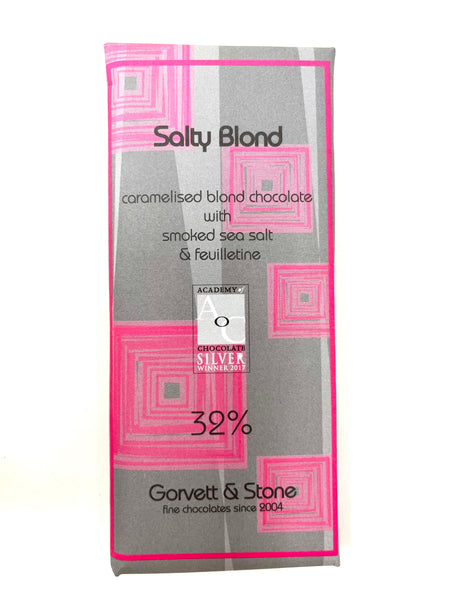 Salty Blond
caramelised blond chocolate
with
smoked sea salt
& feuilletine
ACADEMY of
A
O
C
CHOCOLATE
SILVER
WINNER 2017
32%
Gorvett & Stone
fine chocolates since 2004